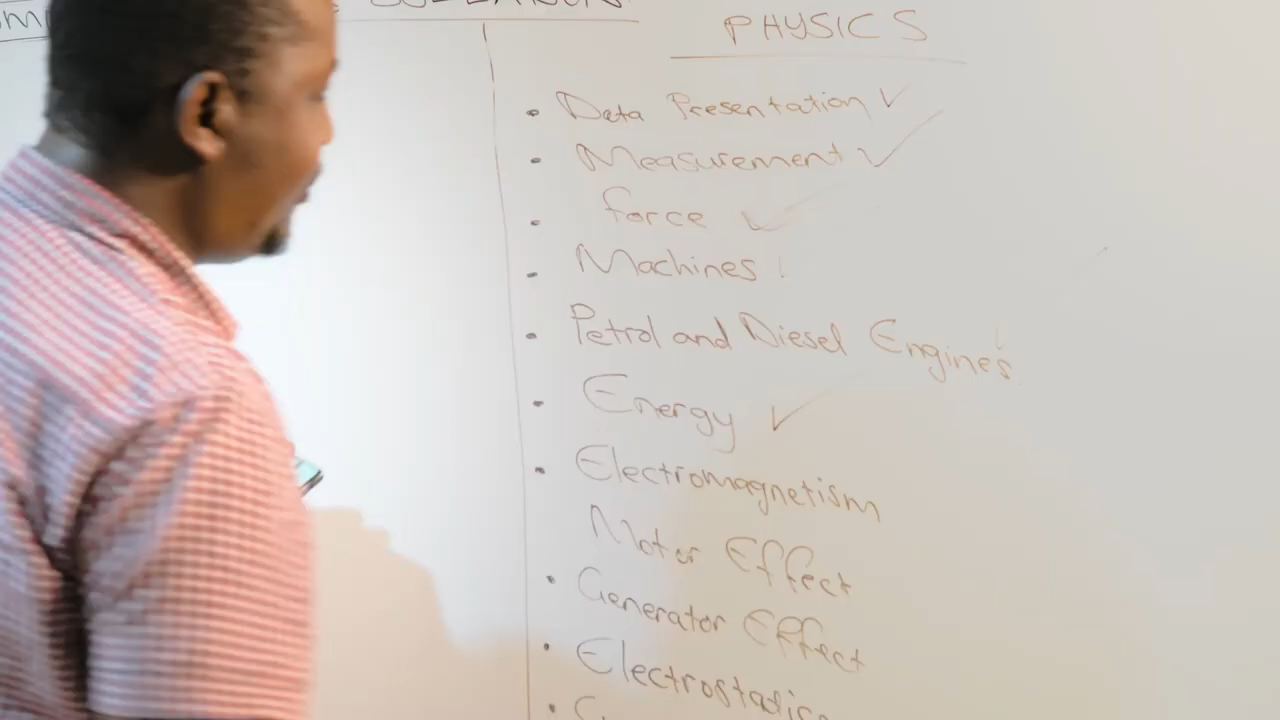 PHYSICS
• Data Presentation ✓
• Measurement ✓
• force ✓
• Machines
• Petrol and Diesel Engines
• Energy ✓
• Electromagnetism
Motor Effect
• Generator Effect
• Electrostatics